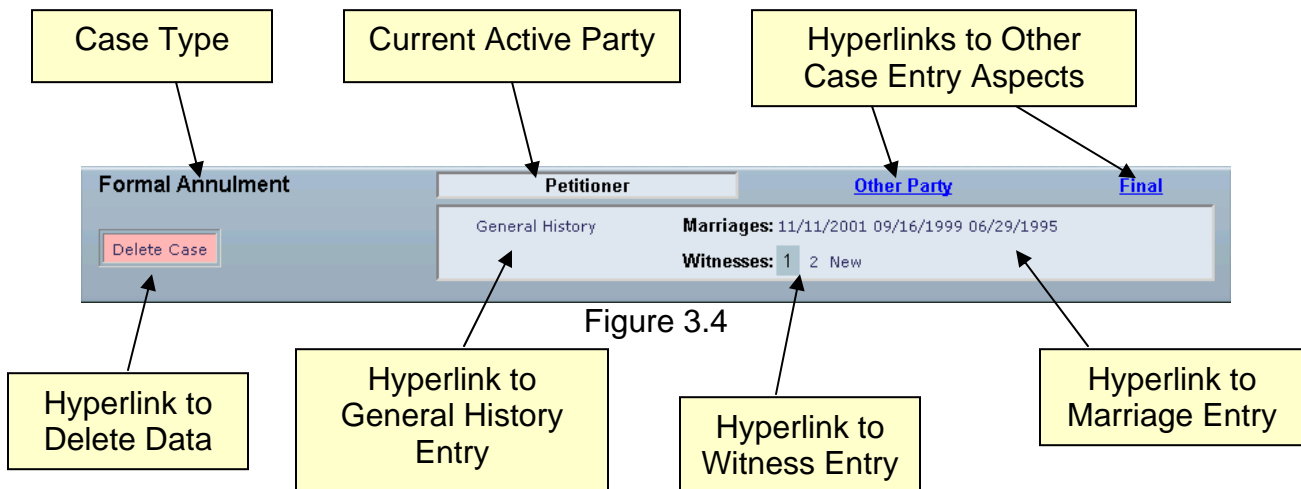 Case Type
Current Active Party
Hyperlinks to Other
Case Entry Aspects
Formal Annulment
Petitioner
Other Party
Final
General History
Marriages: 11/11/2001 09/16/1999 06/29/1995
Delete Case
Witnesses: 1 2 New
Figure 3.4
Hyperlink to
Delete Data
Hyperlink to
General History
Entry
Hyperlink to
Witness Entry
Hyperlink to
Marriage Entry